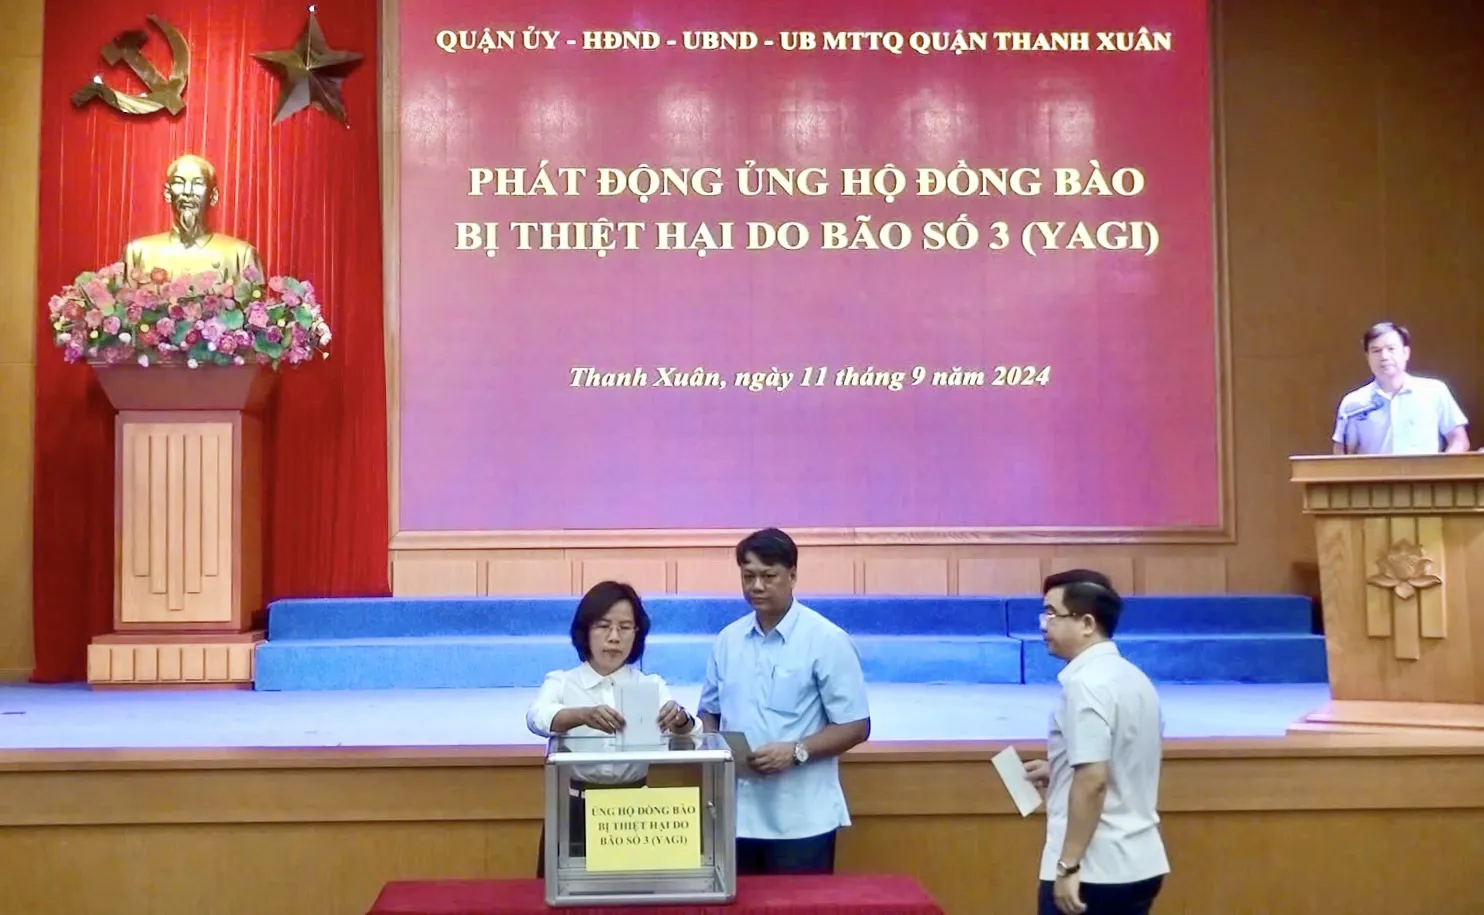 QUẬN ỦY - HĐND - UBND - UB MTTQ QUẬN THANH XUÂN
PHÁT ĐỘNG ỦNG HỘ ĐỒNG BÀO
BỊ THIỆT HẠI DO BÃO SỐ 3 (YAGI)
Thanh Xuân, ngày 11 tháng 9 năm 2024
ỦNG HỘ ĐỒNG BÀO
BỊ THIỆT HẠI DO
BÃO SỐ 3 (YAGI)